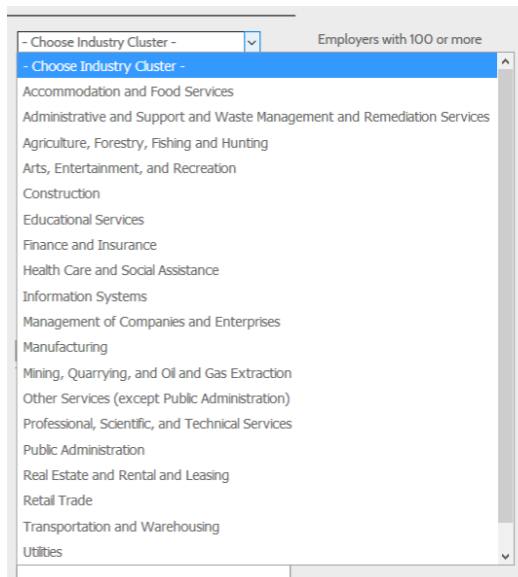 - Choose Industry Cluster -
Employers with 100 or more
- Choose Industry Cluster -
Accommodation and Food Services
Administrative and Support and Waste Management and Remediation Services
Agriculture, Forestry, Fishing and Hunting
Arts, Entertainment, and Recreation
Construction
Educational Services
Finance and Insurance
Health Care and Social Assistance
Information Systems
Management of Companies and Enterprises
Manufacturing
Mining, Quarrying, and Oil and Gas Extraction
Other Services (except Public Administration)
Professional, Scientific, and Technical Services
Public Administration
Real Estate and Rental and Leasing
Retail Trade
Transportation and Warehousing
Utilities